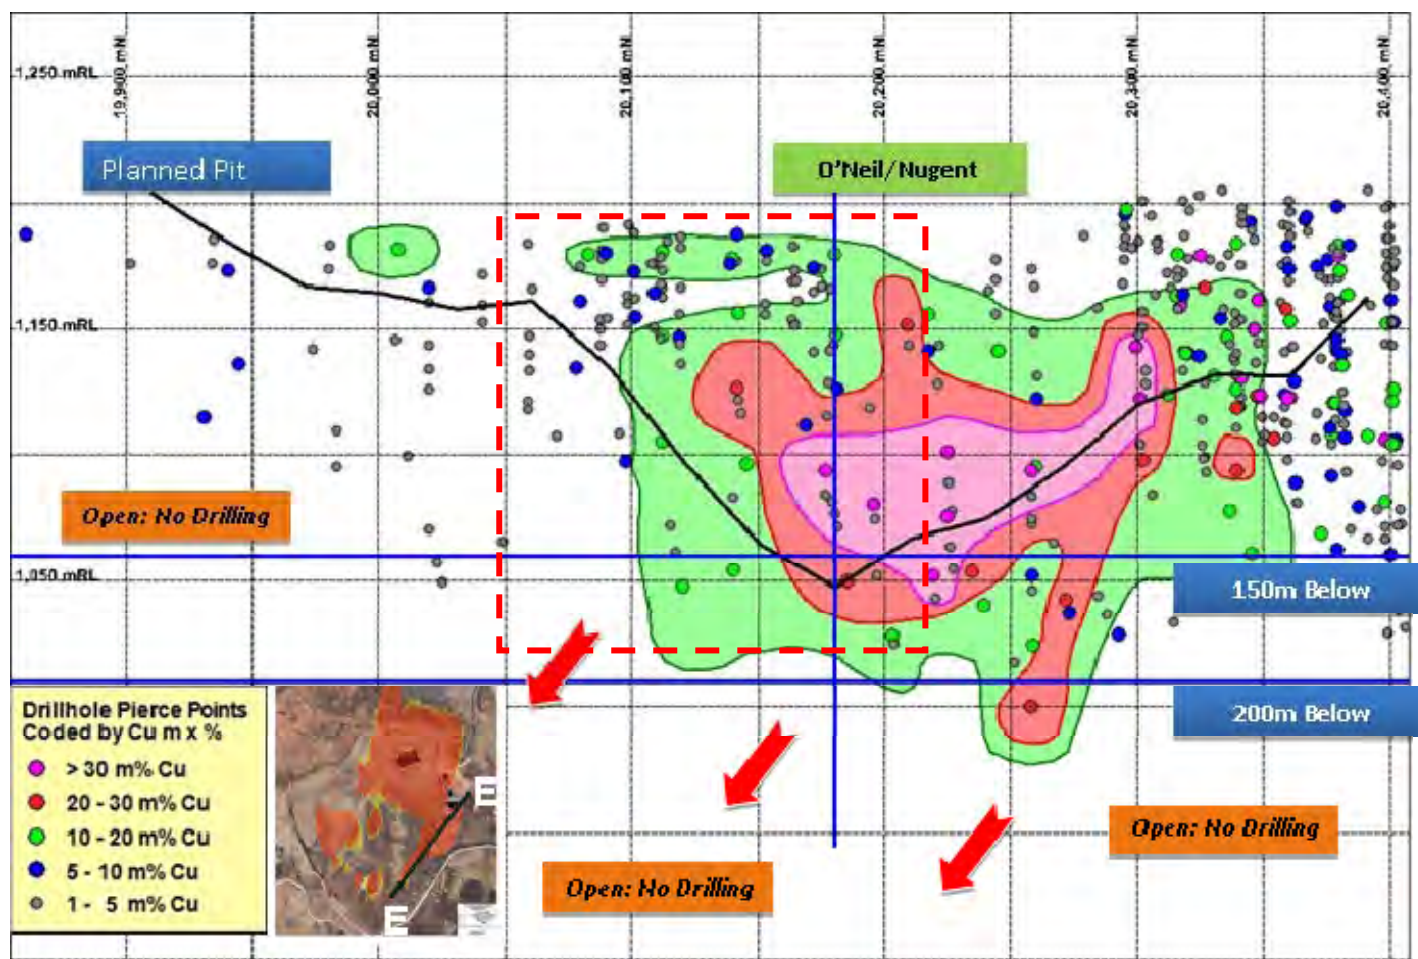 19,900 mN
20,000 mN
20,100 mN
20,200 mN
20,300 mN
20,400 mN
1,250 mRL
Planned Pit
O'Neil/Nugent
1,150 mRL
Open: No Drilling
1,050 mRL
150m Below
200m Below
Drillhole Pierce Points
Coded by Cu m x %
> 30 m% Cu
20 - 30 m% Cu
10 - 20 m% Cu
5 - 10 m% Cu
1 - 5 m% Cu
E
E
Open: No Drilling
Open: No Drilling